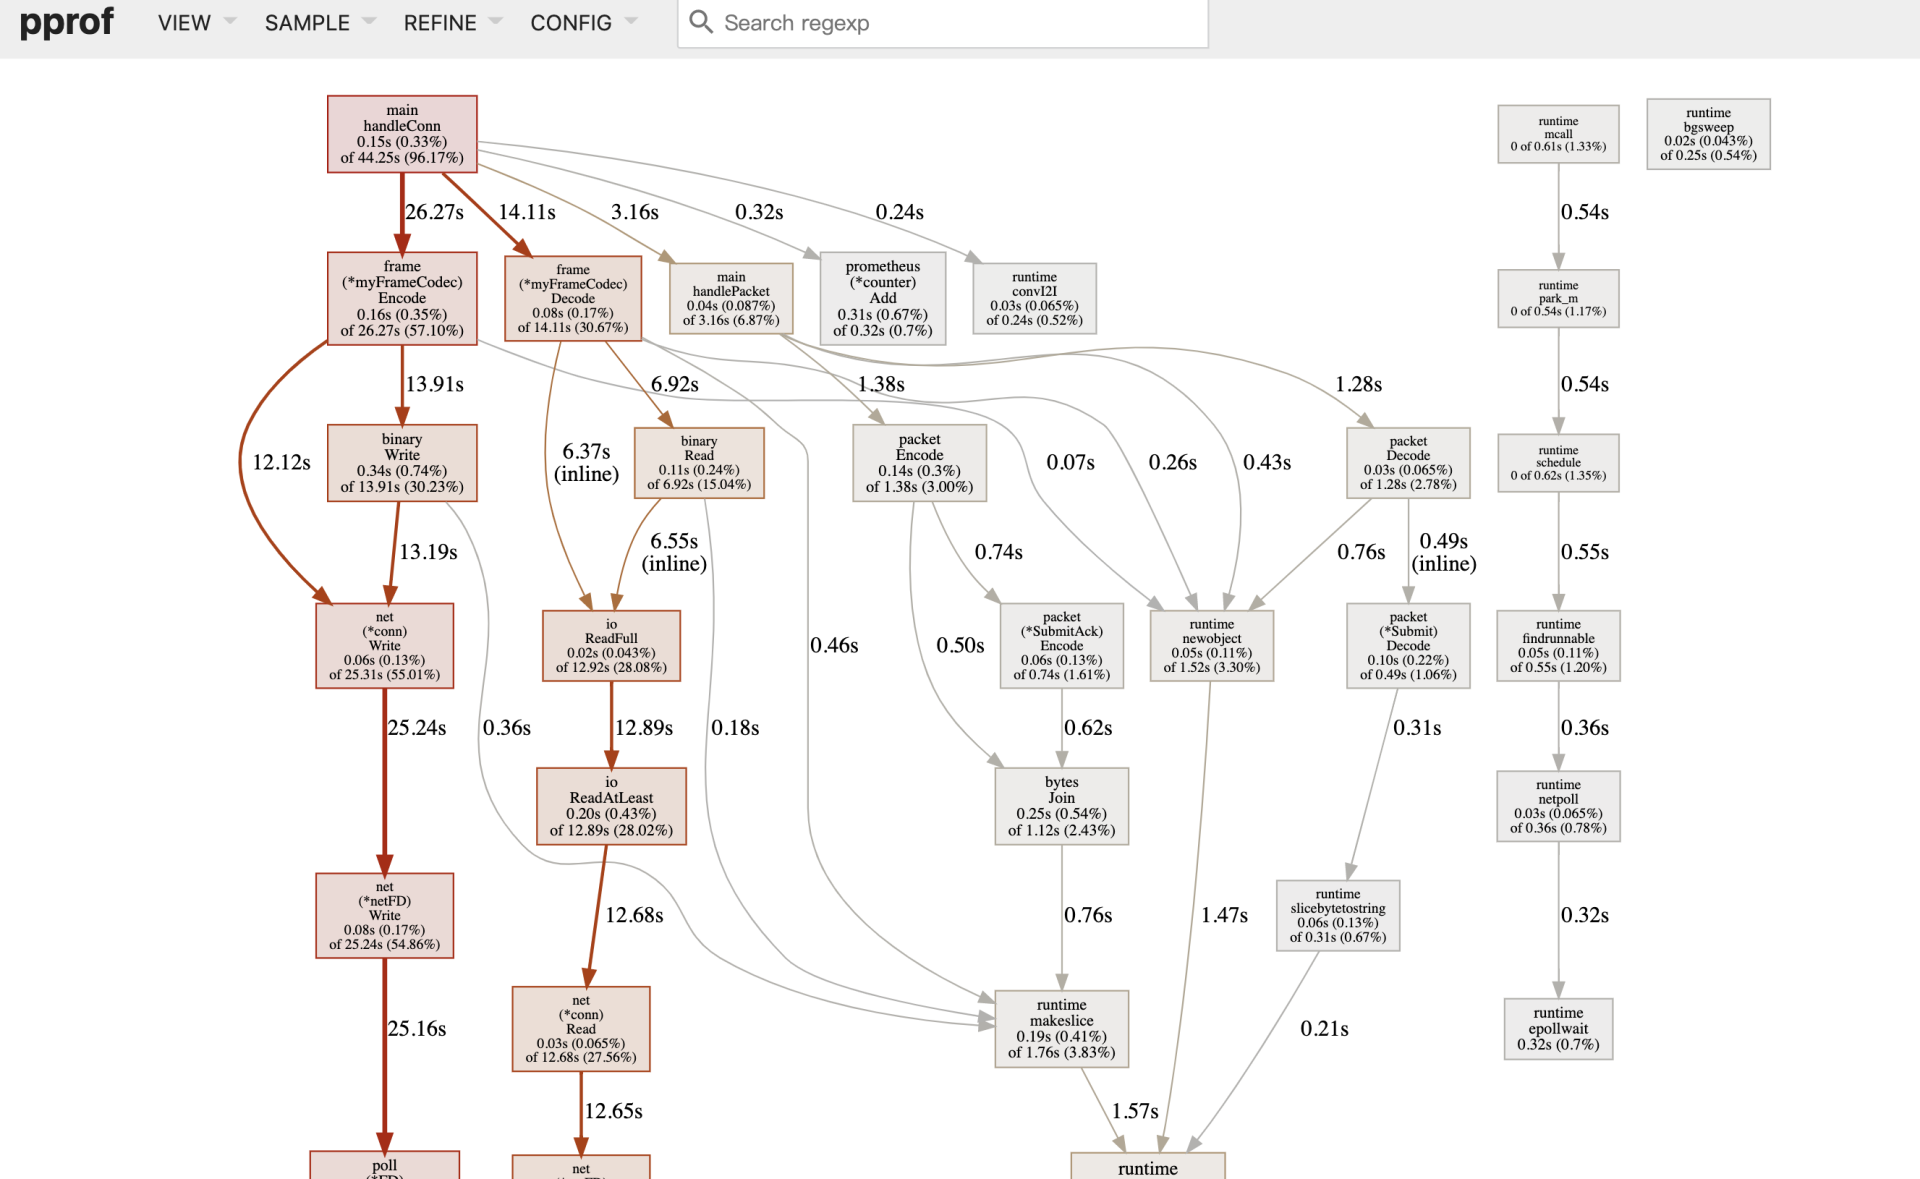 pprof
VIEW
SAMPLE
REFINE
CONFIG
Search regexp
main
handleConn
0.15s (0.33%)
of 44.25s (96.17%)
runtime
mcall
0 of 0.61s (1.33%)
runtime
bgsweep
0.02s (0.043%)
of 0.25s (0.54%)
26.27s
14.11s
3.16s
0.32s
0.24s
0.54s
frame
(*myFrameCodec)
Encode
0.16s (0.35%)
of 26.27s (57.10%)
frame
(*myFrameCodec)
Decode
0.08s (0.17%)
of 14.11s (30.67%)
main
handlePacket
0.04s (0.087%)
of 3.16s (6.87%)
prometheus
(*counter)
Add
0.31s (0.67%)
of 0.32s (0.7%)
runtime
convI2I
0.03s (0.065%)
of 0.24s (0.52%)
runtime
park_m
0 of 0.54s (1.17%)
13.91s
6.92s
1.38s
1.28s
0.54s
12.12s
binary
Write
0.34s (0.74%)
of 13.91s (30.23%)
6.37s
(inline)
binary
Read
0.11s (0.24%)
of 6.92s (15.04%)
packet
Encode
0.14s (0.3%)
of 1.38s (3.00%)
0.07s
0.26s
0.43s
packet
Decode
0.03s (0.065%)
of 1.28s (2.78%)
runtime
schedule
0 of 0.62s (1.35%)
13.19s
6.55s
(inline)
0.74s
0.76s
0.49s
(inline)
0.55s
net
(*conn)
Write
0.06s (0.13%)
of 25.31s (55.01%)
io
ReadFull
0.02s (0.043%)
of 12.92s (28.08%)
0.46s
0.50s
packet
(*SubmitAck)
Encode
0.06s (0.13%)
of 0.74s (1.61%)
runtime
newobject
0.05s (0.11%)
of 1.52s (3.30%)
packet
(*Submit)
Decode
0.10s (0.22%)
of 0.49s (1.06%)
runtime
findrunnable
0.05s (0.11%)
of 0.55s (1.20%)
25.24s
0.36s
12.89s
0.18s
0.62s
0.31s
0.36s
io
ReadAtLeast
0.20s (0.43%)
of 12.89s (28.02%)
bytes
Join
0.25s (0.54%)
of 1.12s (2.43%)
runtime
netpoll
0.03s (0.065%)
of 0.36s (0.78%)
net
(*netFD)
Write
0.08s (0.17%)
of 25.24s (54.86%)
12.68s
0.76s
1.47s
runtime
slicebytetostring
0.06s (0.13%)
of 0.31s (0.67%)
0.32s
25.16s
net
(*conn)
Read
0.03s (0.065%)
of 12.68s (27.56%)
runtime
makeslice
0.19s (0.41%)
of 1.76s (3.83%)
0.21s
runtime
epollwait
0.32s (0.7%)
12.65s
1.57s
poll
net
runtime